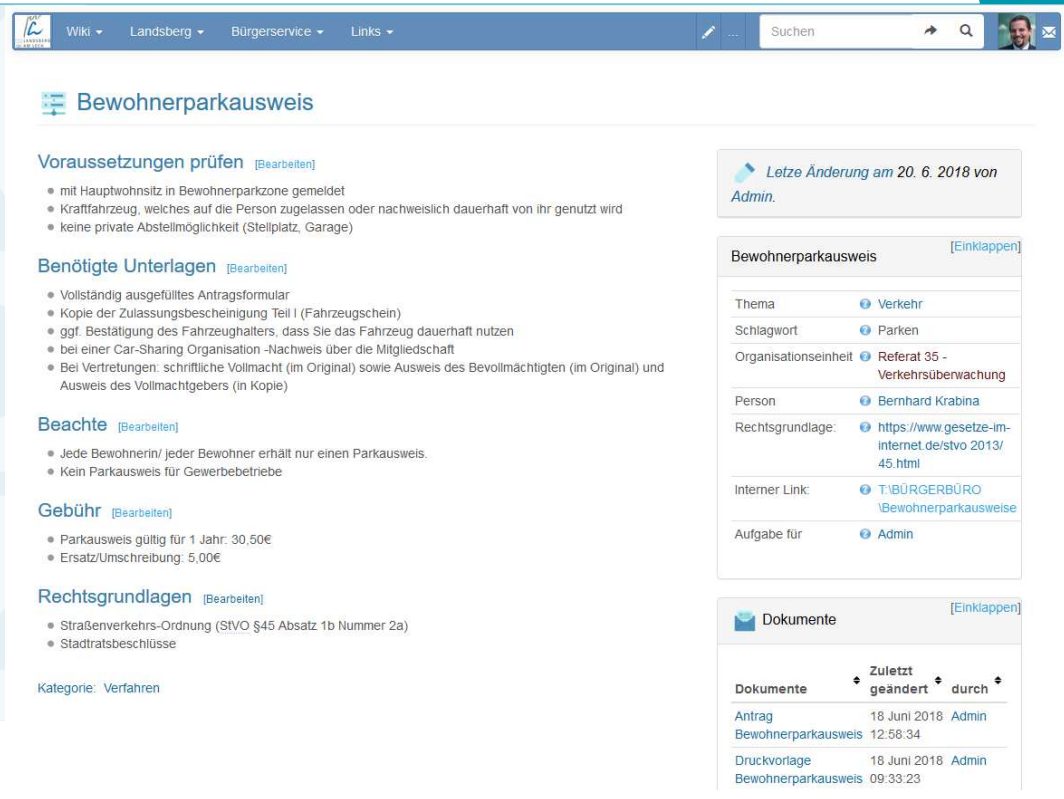 Wiki Landsberg Bürgerservice Links ... Suchen
Bewohnerparkausweis
Voraussetzungen prüfen [Bearbeiten]
mit Hauptwohnsitz in Bewohnerparkzone gemeldet
Kraftfahrzeug, welches auf die Person zugelassen oder nachweislich dauerhaft von ihr genutzt wird
keine private Abstellmöglichkeit (Stellplatz, Garage)
Benötigte Unterlagen [Bearbeiten]
Vollständig ausgefülltes Antragsformular
Kopie der Zulassungsbescheinigung Teil I (Fahrzeugschein)
ggf. Bestätigung des Fahrzeughalters, dass Sie das Fahrzeug dauerhaft nutzen
bei einer Car-Sharing Organisation -Nachweis über die Mitgliedschaft
Bei Vertretungen: schriftliche Vollmacht (im Original) sowie Ausweis des Bevollmächtigten (im Original) und
Ausweis des Vollmachtgebers (in Kopie)
Beachte [Bearbeiten]
Jede Bewohnerin/ jeder Bewohner erhält nur einen Parkausweis.
Kein Parkausweis für Gewerbebetriebe
Gebühr [Bearbeiten]
Parkausweis gültig für 1 Jahr: 30,50€
Ersatz/Umschreibung: 5,00€
Rechtsgrundlagen [Bearbeiten]
Straßenverkehrs-Ordnung (StVO §45 Absatz 1b Nummer 2a)
Stadtratsbeschlüsse
Kategorie: Verfahren
Letze Änderung am 20. 6. 2018 von
Admin.
[Einklappen]
Bewohnerparkausweis
Thema Verkehr
Schlagwort Parken
Organisationseinheit Referat 35 -
Verkehrsüberwachung
Person Bernhard Krabina
Rechtsgrundlage: https://www.gesetze-im-
internet.de/stvo 2013/
45.html
Interner Link: T:\BÜRGERBÜRO
\Bewohnerparkausweise
Aufgabe für Admin
[Einklappen]
Dokumente
Dokumente Zuletzt
geändert durch
Antrag 18 Juni 2018 Admin
Bewohnerparkausweis 12:58:34
Druckvorlage 18 Juni 2018 Admin
Bewohnerparkausweis 09:33:23